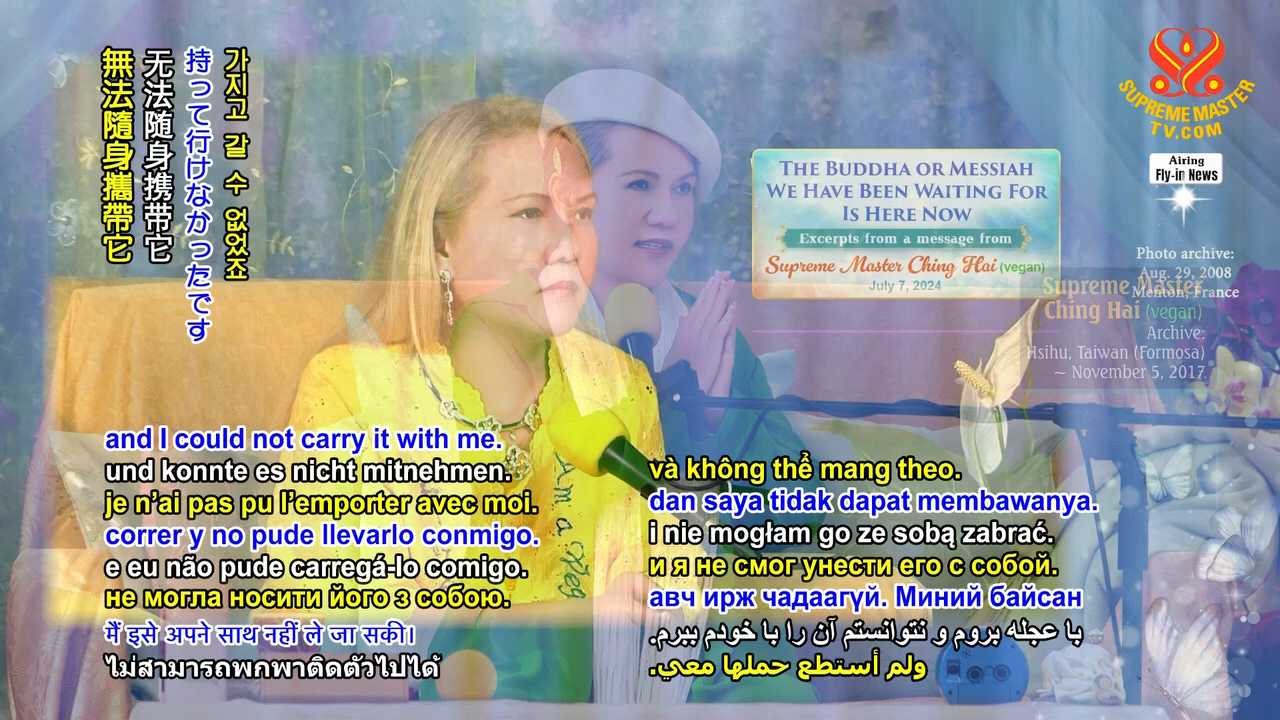 無法隨身攜帶它
无法随身携带它
持って行けなかったです
가지고 갈 수 없었죠
SUPREME MASTER
TV.COM
Airing
Fly-in News
THE BUDDHA OR MESSIAH
WE HAVE BEEN WAITING FOR
IS HERE NOW
Excerpts from a message from
Supreme Master Ching Hai (vegan)
July 7, 2024
Photo archive:
Aug. 29, 2008
Menton, France
Supreme Master
Ching Hai (vegan)
Archive:
Hsihu, Taiwan (Formosa)
~ November 5, 2017
and I could not carry it with me.
und konnte es nicht mitnehmen.
je n’ai pas pu l’emporter avec moi.
correr y no pude llevarlo conmigo.
e eu não pude carregá-lo comigo.
не могла носити його з собою.
मैं इसे अपने साथ नहीं ले जा सकी।
ไม่สามารถพกพาติดตัวไปได้
và không thể mang theo.
dan saya tidak dapat membawanya.
i nie mogłam go ze sobą zabrać.
и я не смог унести его с собой.
авч ирж чадаагүй. Миний байсан
با عجله بروم و نتوانستم آن را با خودم ببرم.
ولم أستطع حملها معي.